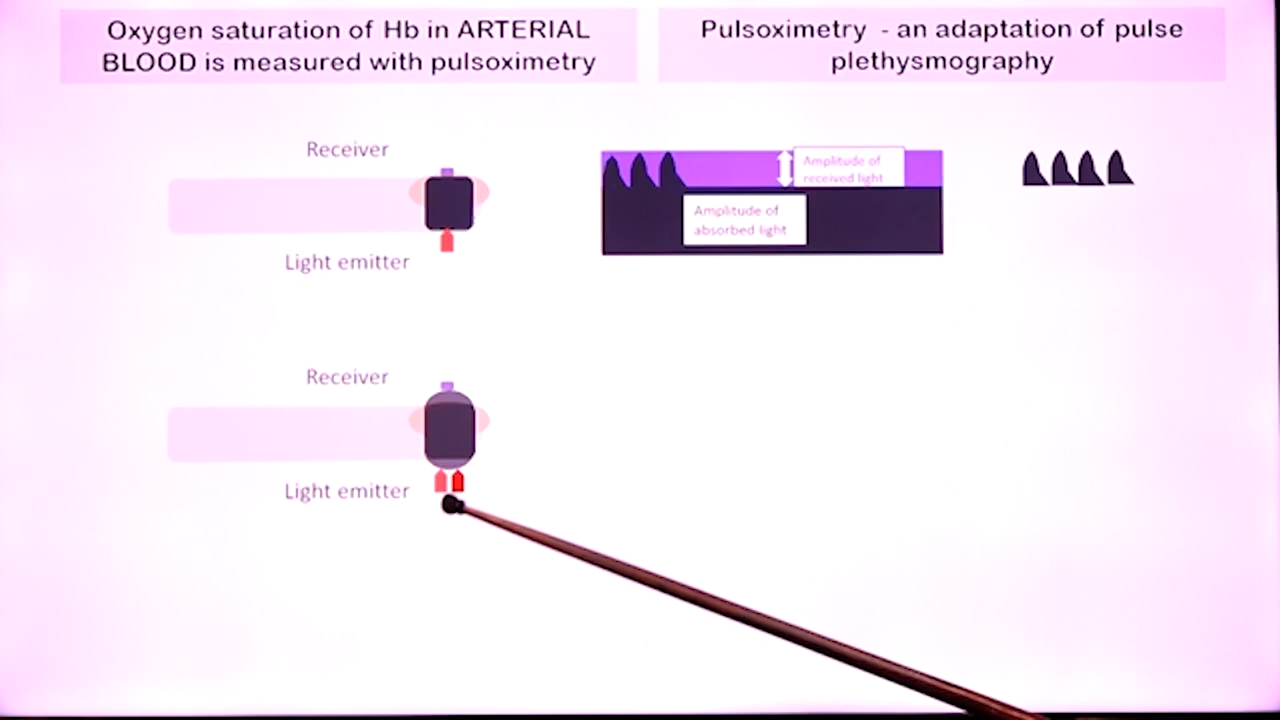 Oxygen saturation of Hb in ARTERIAL
BLOOD is measured with pulsoximetry
Pulsoximetry - an adaptation of pulse
plethysmography
Receiver
Light emitter
Amplitude of
received light
Amplitude of
absorbed light
Receiver
Light emitter